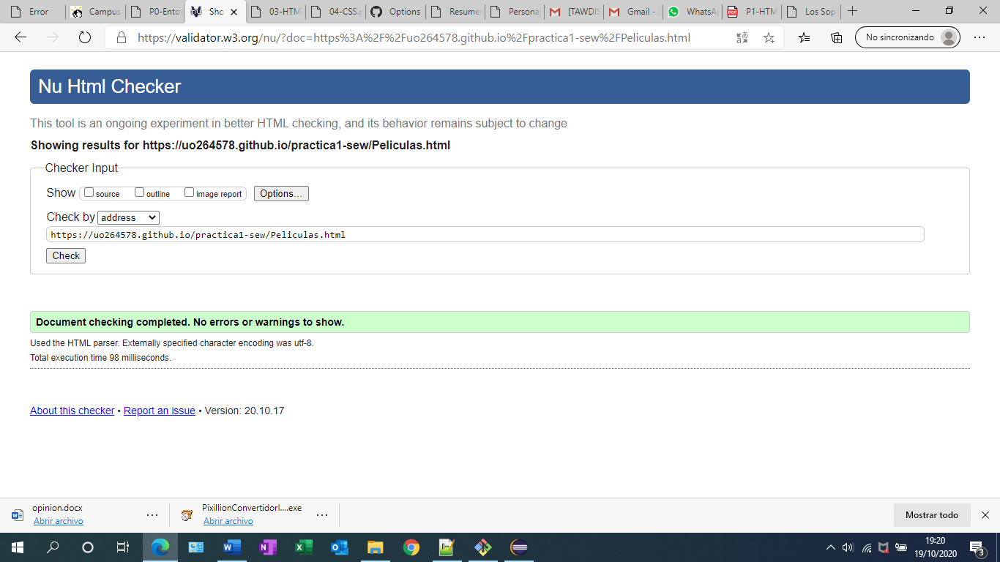 Error
Campus
P0-Ento
Sho
03-HTM
04-CSS.p
Options
Resume
Persona
[TAWDIS
Gmail -
WhatsA
P1-HTM
Los Sop
https://validator.w3.org/nu/?doc=https%3A%2F%2Fuo264578.github.io%2Fpractica1-sew%2FPeliculas.html
No sincronizando
Nu Html Checker
This tool is an ongoing experiment in better HTML checking, and its behavior remains subject to change
Showing results for https://uo264578.github.io/practica1-sew/Peliculas.html
Checker Input
Show source outline image report Options...
Check by address
https://uo264578.github.io/practica1-sew/Peliculas.html
Check
Document checking completed. No errors or warnings to show.
Used the HTML parser. Externally specified character encoding was utf-8.
Total execution time 98 milliseconds.
About this checker • Report an issue • Version: 20.10.17
opinion.docx
Abrir archivo
PixillionConvertidorI....exe
Abrir archivo
Mostrar todo
19:20
19/10/2020
3